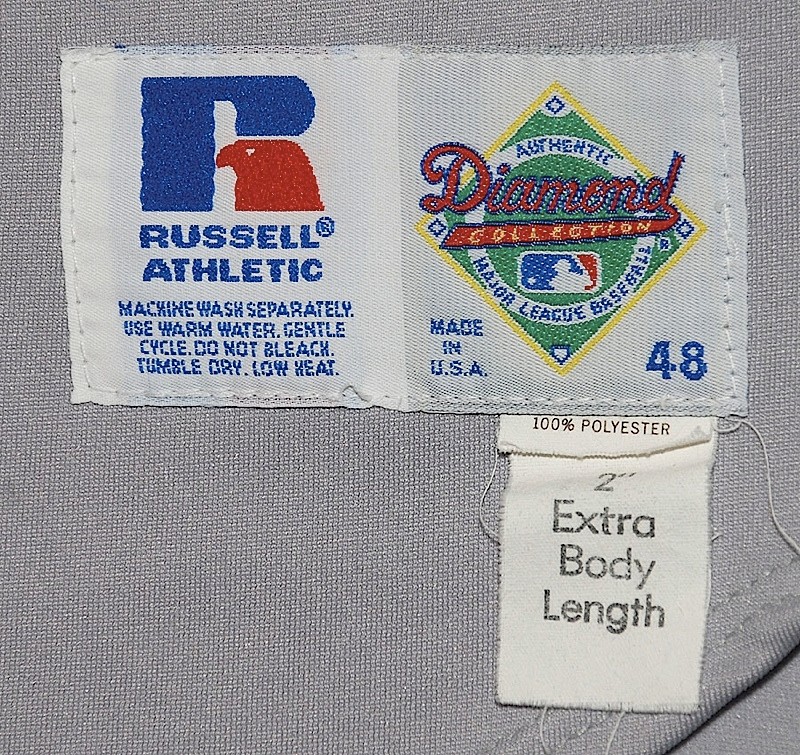 RUSSELL®
ATHLETIC
MACHINE WASH SEPARATELY.
USE WARM WATER. GENTLE
CYCLE. DO NOT BLEACH.
TUMBLE DRY. LOW HEAT.
AUTHENTIC
Diamond
COLLECTION
MAJOR LEAGUE BASEBALL
MADE
IN
U.S.A.
48
100% POLYESTER
2"
Extra
Body
Length